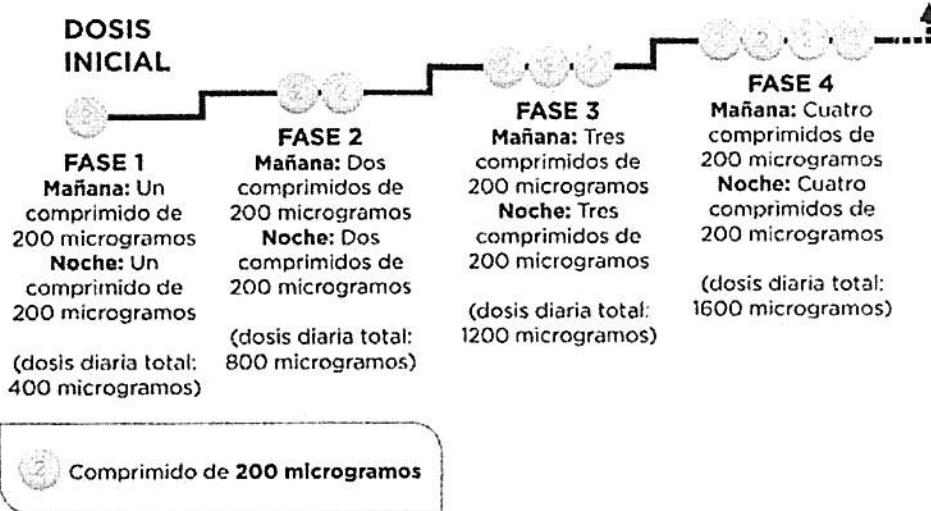 DOSIS
INICIAL
FASE 1
Mañana: Un
comprimido de
200 microgramos
Noche: Un
comprimido de
200 microgramos
(dosis diaria total:
400 microgramos)
FASE 2
Mañana: Dos
comprimidos de
200 microgramos
Noche: Dos
comprimidos de
200 microgramos
(dosis diaria total:
800 microgramos)
FASE 3
Mañana: Tres
comprimidos de
200 microgramos
Noche: Tres
comprimidos de
200 microgramos
(dosis diaria total:
1200 microgramos)
FASE 4
Mañana: Cuatro
comprimidos de
200 microgramos
Noche: Cuatro
comprimidos de
200 microgramos
(dosis diaria total:
1600 microgramos)
2 Comprimido de 200 microgramos